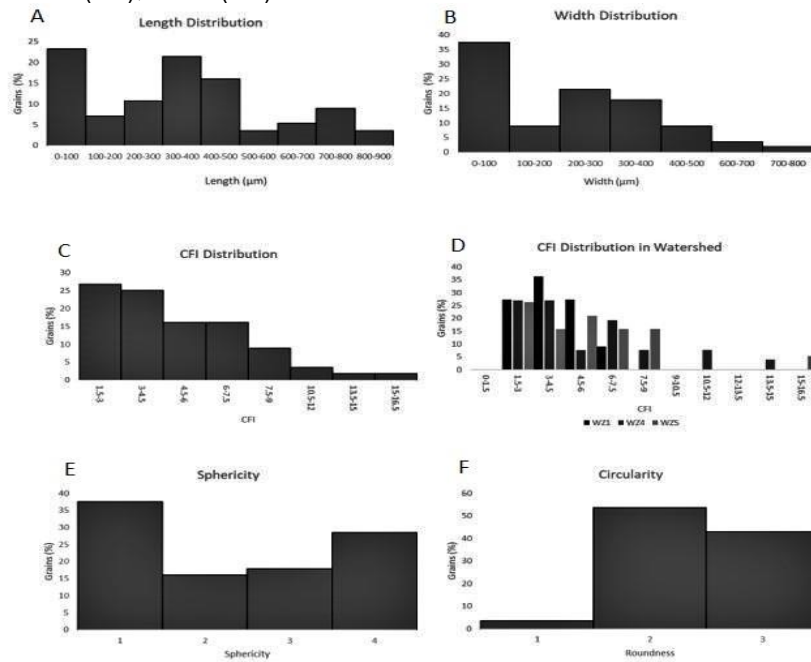 A
Length Distribution
25
20
15
10
5
0
Grains (%)
0-100 100-200 200-300 300-400 400-500 500-600 600-700 700-800 800-900
Length (µm)
B
Width Distribution
40
35
30
25
20
15
10
5
0
Grains (%)
0-100 100-200 200-300 300-400 400-500 600-700 700-800
Width (µm)
C
CFI Distribution
30
25
20
15
10
5
0
Grains (%)
1.5-3 3-4.5 4.5-6 6-7.5 7.5-9 10.5-12 13.5-15 15-16.5
CFI
D
CFI Distribution in Watershed
40
35
30
25
20
15
10
5
0
Grains (%)
0-1.5 1.5-3 3-4.5 4.5-6 6-7.5 7.5-9 9-10.5 10.5-12 12-13.5 13.5-15 15-16.5
CFI
WZ1 WZ4 WZ5
E
Sphericity
40
35
30
25
20
15
10
5
0
Grains (%)
1 2 3 4
Sphericity
F
Circularity
60
50
40
30
20
10
0
Grains (%)
1 2 3
Roundness